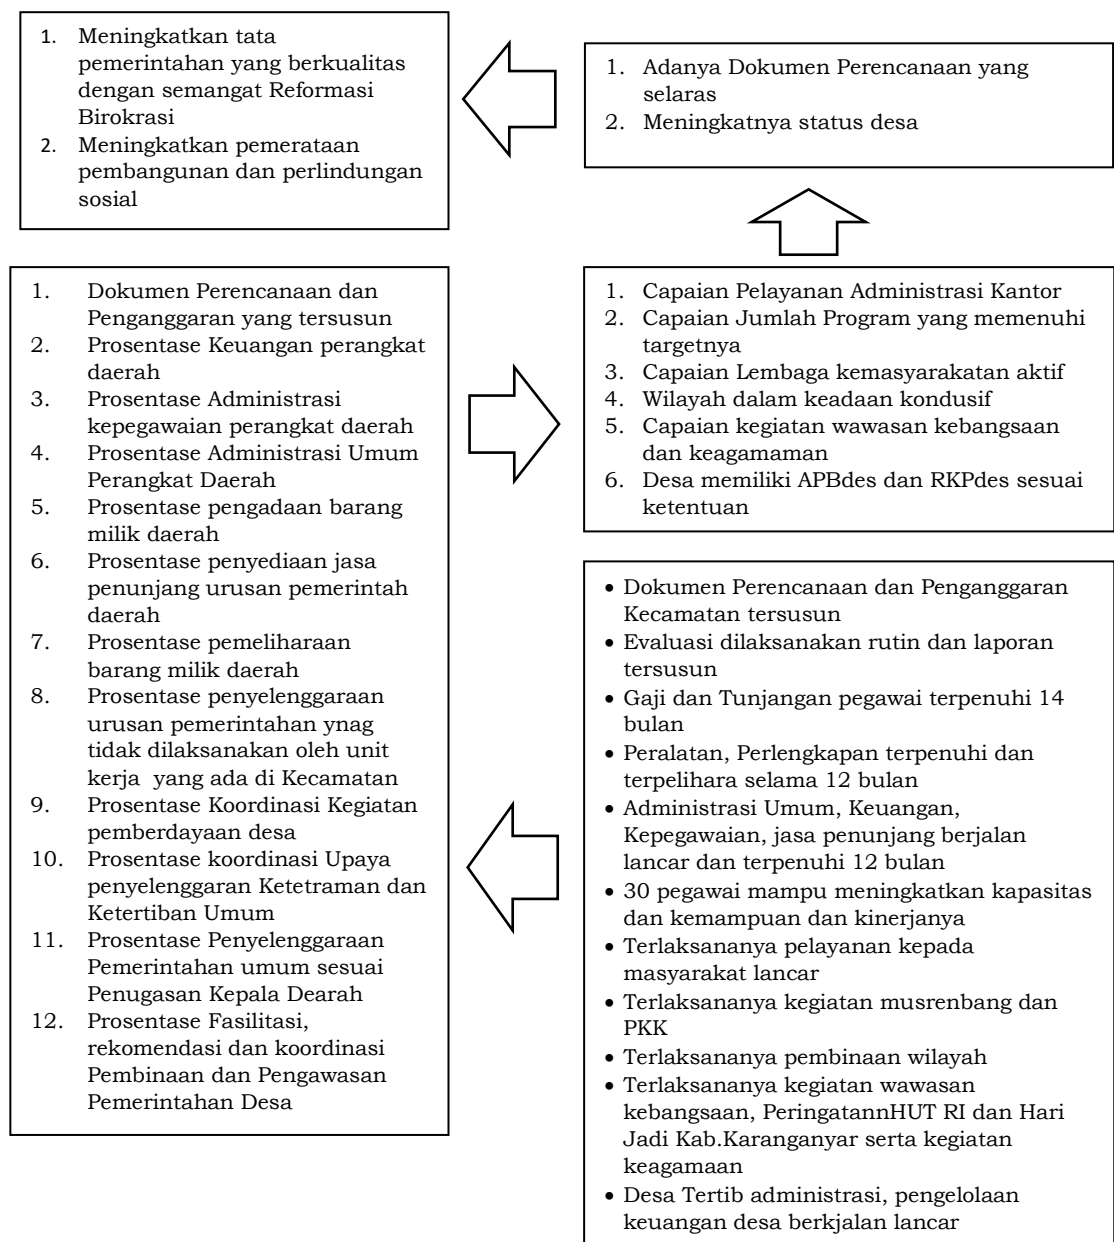 1. Meningkatkan tata
pemerintahan yang berkualitas
dengan semangat Reformasi
Birokrasi
2. Meningkatkan pemerataan
pembangunan dan perlindungan
sosial
1. Adanya Dokumen Perencanaan yang
selaras
2. Meningkatnya status desa
1. Dokumen Perencanaan dan
Penganggaran yang tersusun
2. Prosentase Keuangan perangkat
daerah
3. Prosentase Administrasi
kepegawaian perangkat daerah
4. Prosentase Administrasi Umum
Perangkat Daerah
5. Prosentase pengadaan barang
milik daerah
6. Prosentase penyediaan jasa
penunjang urusan pemerintah
daerah
7. Prosentase pemeliharaan
barang milik daerah
8. Prosentase penyelenggaraan
urusan pemerintahan ynag
tidak dilaksanakan oleh unit
kerja yang ada di Kecamatan
9. Prosentase Koordinasi Kegiatan
pemberdayaan desa
10. Prosentase koordinasi Upaya
penyelenggaran Ketetraman dan
Ketertiban Umum
11. Prosentase Penyelenggaraan
Pemerintahan umum sesuai
Penugasan Kepala Dearah
12. Prosentase Fasilitasi,
rekomendasi dan koordinasi
Pembinaan dan Pengawasan
Pemerintahan Desa
1. Capaian Pelayanan Administrasi Kantor
2. Capaian Jumlah Program yang memenuhi
targetnya
3. Capaian Lembaga kemasyarakatan aktif
4. Wilayah dalam keadaan kondusif
5. Capaian kegiatan wawasan kebangsaan
dan keagamaman
6. Desa memiliki APBdes dan RKPdes sesuai
ketentuan
• Dokumen Perencanaan dan Penganggaran
Kecamatan tersusun
• Evaluasi dilaksanakan rutin dan laporan
tersusun
• Gaji dan Tunjangan pegawai terpenuhi 14
bulan
• Peralatan, Perlengkapan terpenuhi dan
terpelihara selama 12 bulan
• Administrasi Umum, Keuangan,
Kepegawaian, jasa penunjang berjalan
lancar dan terpenuhi 12 bulan
• 30 pegawai mampu meningkatkan kapasitas
dan kemampuan dan kinerjanya
• Terlaksananya pelayanan kepada
masyarakat lancar
• Terlaksananya kegiatan musrenbang dan
PKK
• Terlaksananya pembinaan wilayah
• Terlaksananya kegiatan wawasan
kebangsaan, PeringatannHUT RI dan Hari
Jadi Kab.Karanganyar serta kegiatan
keagamaan
• Desa Tertib administrasi, pengelolaan
keuangan desa berkjalan lancar